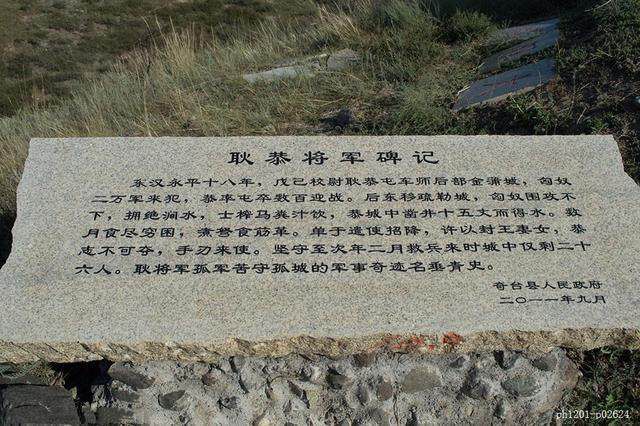 耿恭将军碑记
东汉永平十八年，戊已校尉耿恭屯车师后部金蒲城，匈奴
二万军来犯，恭率屯卒数百迎战。后东移疏勒城，匈奴围攻不
下，拥绝涧水，士榨马粪汁饮，恭城中凿井十五丈而得水。数
月食尽穷困，煮弩食筋革。单于遣使招降，许以封王妻女，恭
志不可夺，手刃来使。坚守至次年二月救兵来时城中仅剩二十
六人。耿将军孤军苦守孤城的军事奇迹名垂青史。
奇台县人民政府
二〇一一年九月
ph1201-p02624